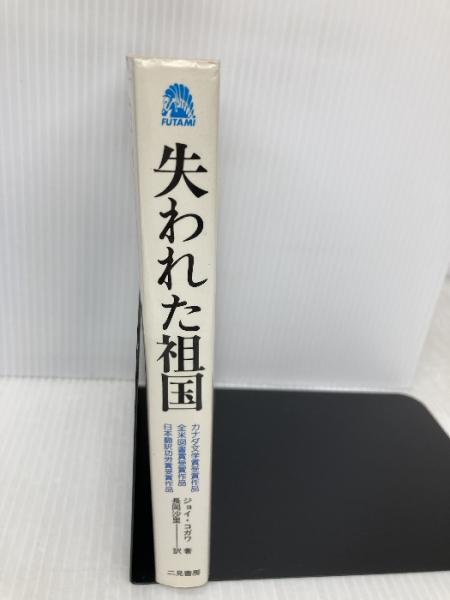 FUTAMI
失われた祖国
カナダ文学賞受賞作品
全米図書賞受賞作品
日本翻訳功労賞受賞作品
ジョイ・コガワ 著
長岡沙里 訳
二見書房